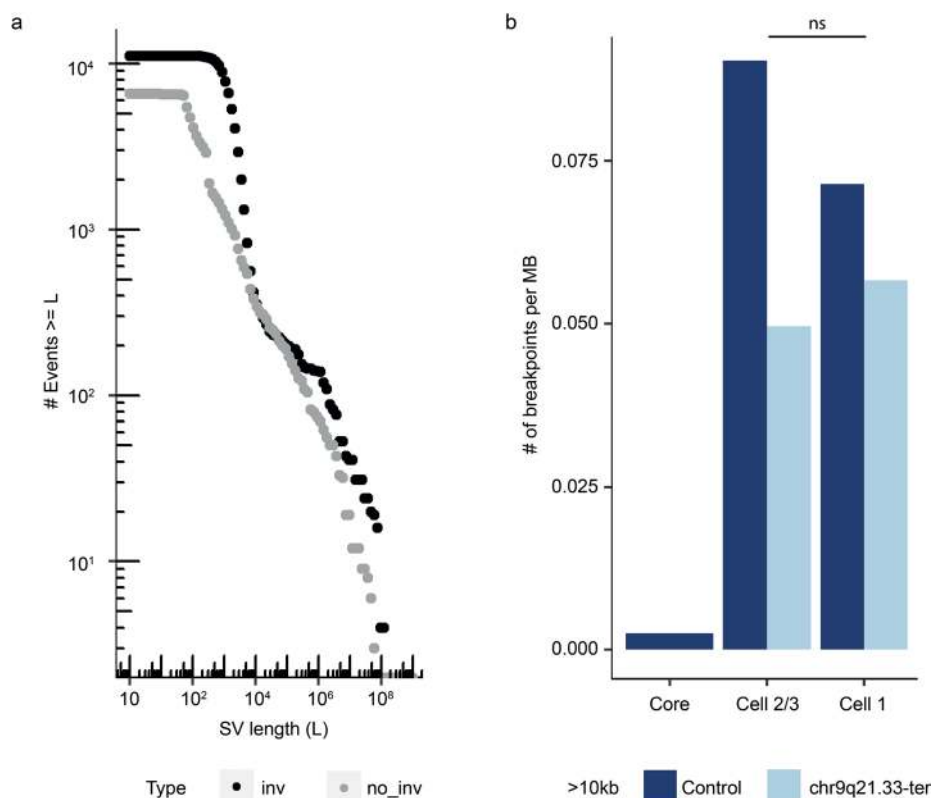 a
b
# Events >= L
10^4
10^3
10^2
10^1
10
10^2
10^4
10^6
10^8
SV length (L)
Type
inv
no_inv
ns
# of breakpoints per MB
0.075
0.050
0.025
0.000
Core
Cell 2/3
Cell 1
>10kb
Control
chr9q21.33-ter